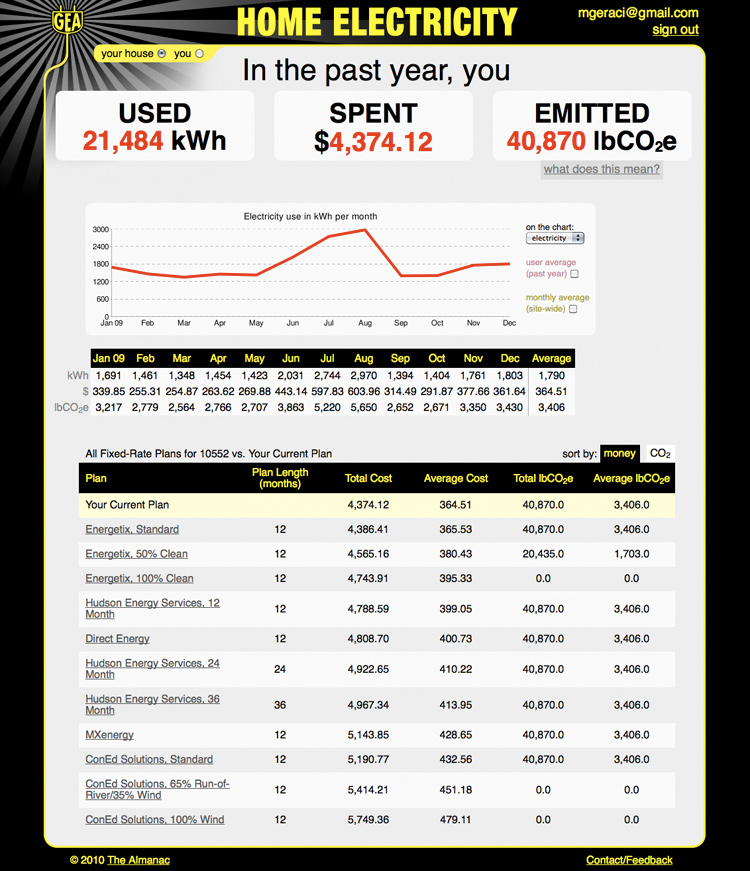 GEA
HOME ELECTRICITY
mgeraci@gmail.com
sign out
your house you
In the past year, you
USED
21,484 kWh
SPENT
$4,374.12
EMITTED
40,870 lbCO₂e
what does this mean?
Electricity use in kWh per month
3000
2400
1800
1200
600
0
Jan 09 Feb Mar Apr May Jun Jul Aug Sep Oct Nov Dec
on the chart:
electricity
user average
(past year)
monthly average
(site-wide)
Jan 09 Feb Mar Apr May Jun Jul Aug Sep Oct Nov Dec Average
kWh 1,691 1,461 1,348 1,454 1,423 2,031 2,744 2,970 1,394 1,404 1,761 1,803 1,790
$ 339.85 255.31 254.87 263.62 269.88 443.14 597.83 603.96 314.49 291.87 377.66 361.64 364.51
lbCO₂e 3,217 2,779 2,564 2,766 2,707 3,863 5,220 5,650 2,652 2,671 3,350 3,430 3,406
All Fixed-Rate Plans for 10552 vs. Your Current Plan
sort by: money CO₂
Plan Plan Length (months) Total Cost Average Cost Total lbCO₂e Average lbCO₂e
Your Current Plan 4,374.12 364.51 40,870.0 3,406.0
Energetix, Standard 12 4,386.41 365.53 40,870.0 3,406.0
Energetix, 50% Clean 12 4,565.16 380.43 20,435.0 1,703.0
Energetix, 100% Clean 12 4,743.91 395.33 0.0 0.0
Hudson Energy Services, 12 Month 12 4,788.59 399.05 40,870.0 3,406.0
Direct Energy 12 4,808.70 400.73 40,870.0 3,406.0
Hudson Energy Services, 24 Month 24 4,922.65 410.22 40,870.0 3,406.0
Hudson Energy Services, 36 Month 36 4,967.34 413.95 40,870.0 3,406.0
MXenergy 12 5,143.85 428.65 40,870.0 3,406.0
ConEd Solutions, Standard 12 5,190.77 432.56 40,870.0 3,406.0
ConEd Solutions, 65% Run-of-River/35% Wind 12 5,414.21 451.18 0.0 0.0
ConEd Solutions, 100% Wind 12 5,749.36 479.11 0.0 0.0
© 2010 The Almanac
Contact/Feedback